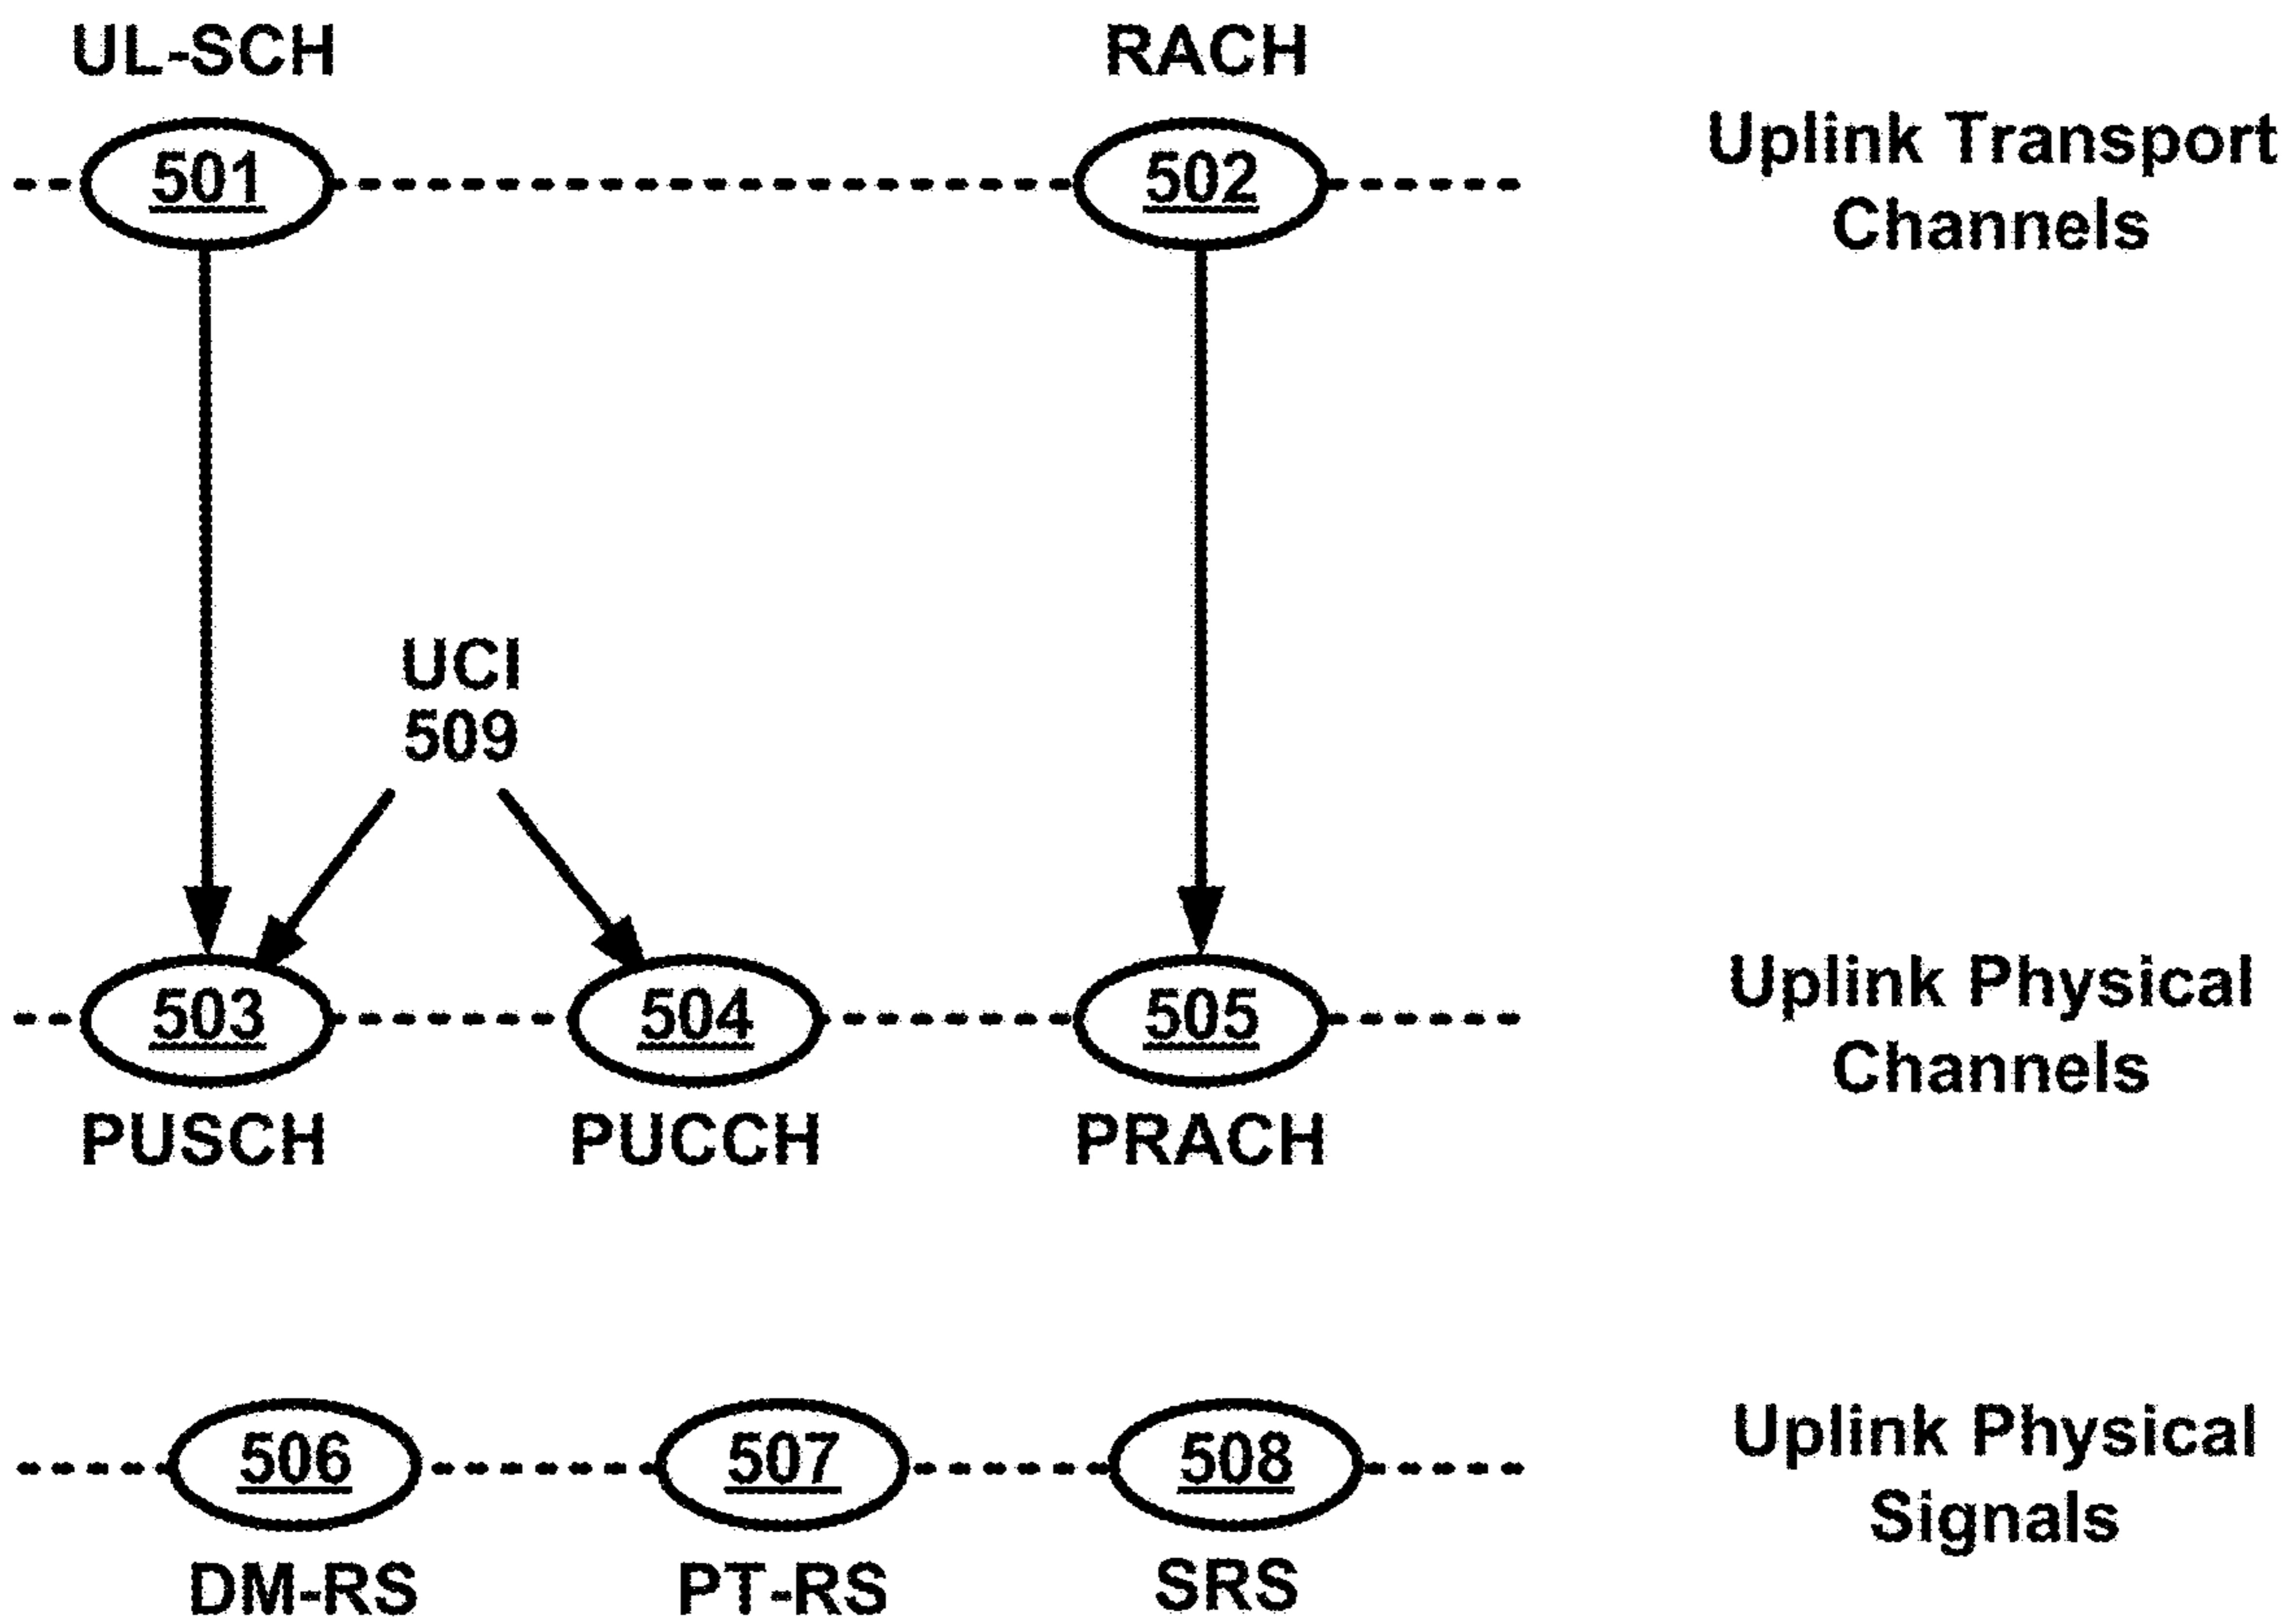 UL-SCH
RACH
501
502
Uplink Transport
Channels
UCI
509
503
504
505
Uplink Physical
Channels
PUSCH
PUCCH
PRACH
506
507
508
Uplink Physical
Signals
DM-RS
PT-RS
SRS